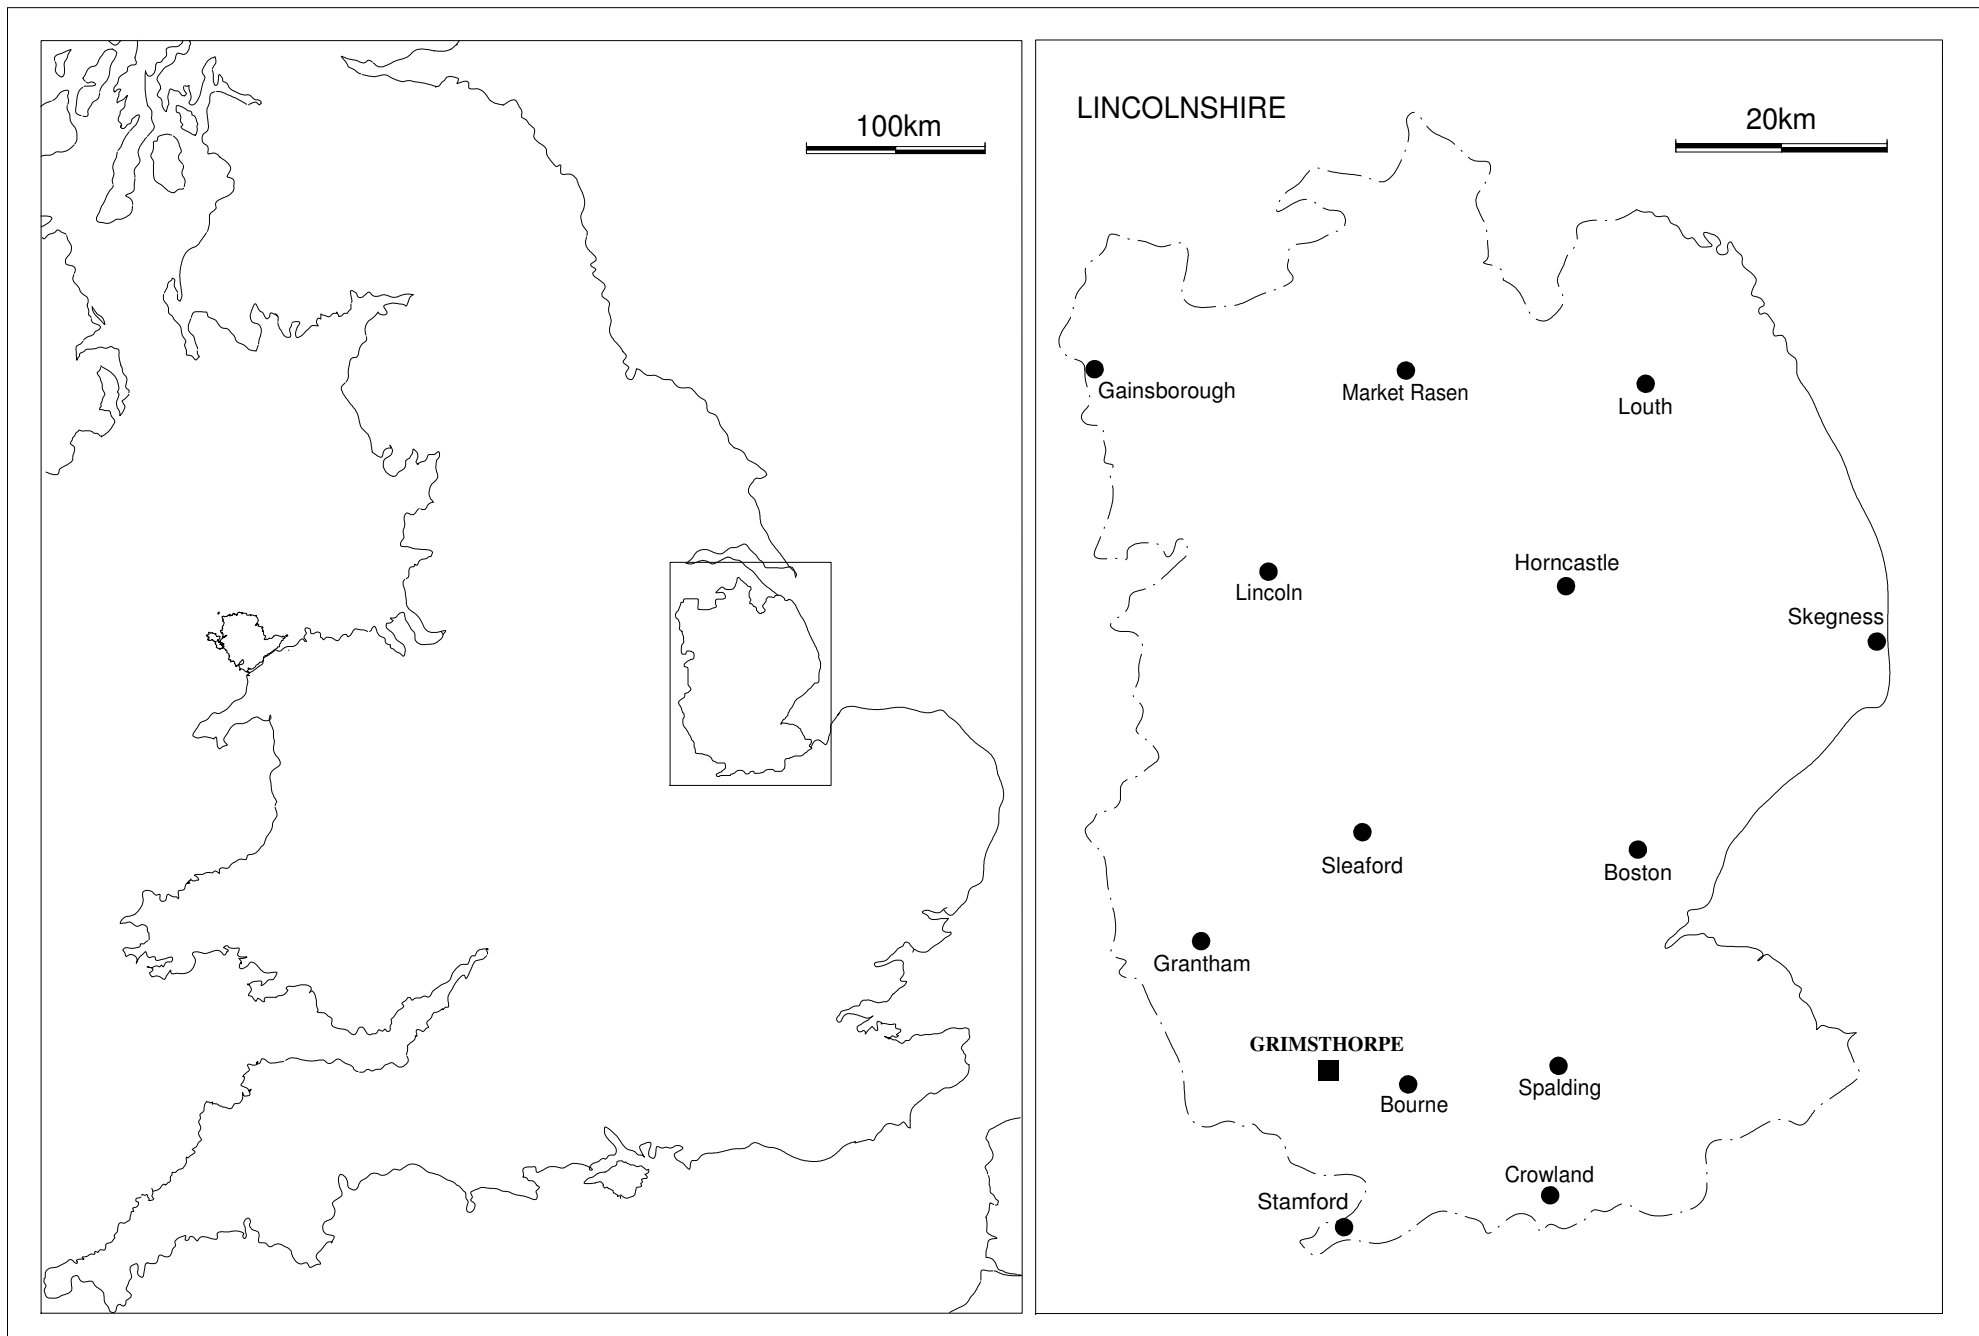 100km
LINCOLNSHIRE
20km
Gainsborough
Market Rasen
Louth
Horncastle
Lincoln
Skegness
Sleaford
Boston
Grantham
GRIMSTHORPE
Spalding
Bourne
Crowland
Stamford